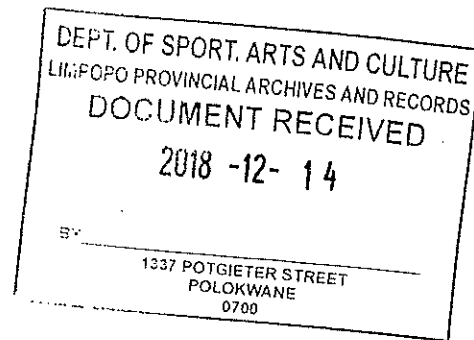 DEPT. OF SPORT. ARTS AND CULTURE
LIMPOPO PROVINCIAL ARCHIVES AND RECORDS
DOCUMENT RECEIVED
2018 -12- 14
BY
1337 POTGIETER STREET
POLOKWANE
0700